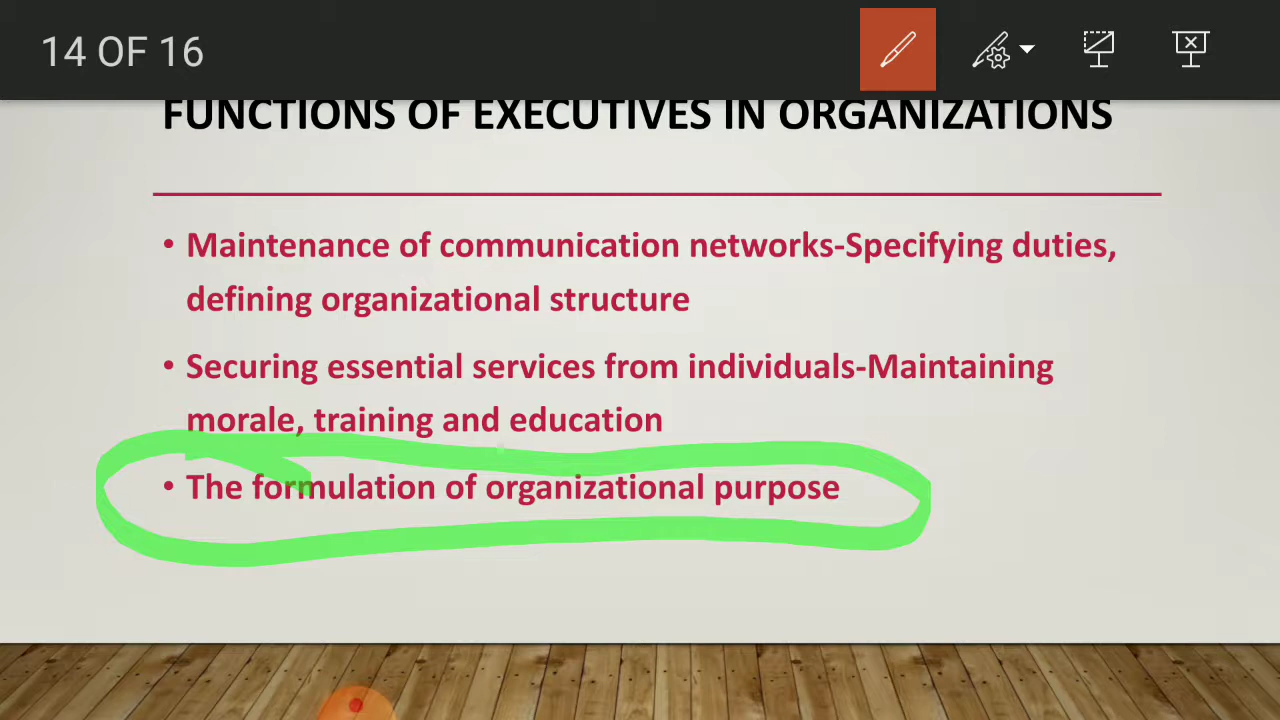 14 OF 16
FUNCTIONS OF EXECUTIVES IN ORGANIZATIONS
• Maintenance of communication networks-Specifying duties,
defining organizational structure
• Securing essential services from individuals-Maintaining
morale, training and education
• The formulation of organizational purpose